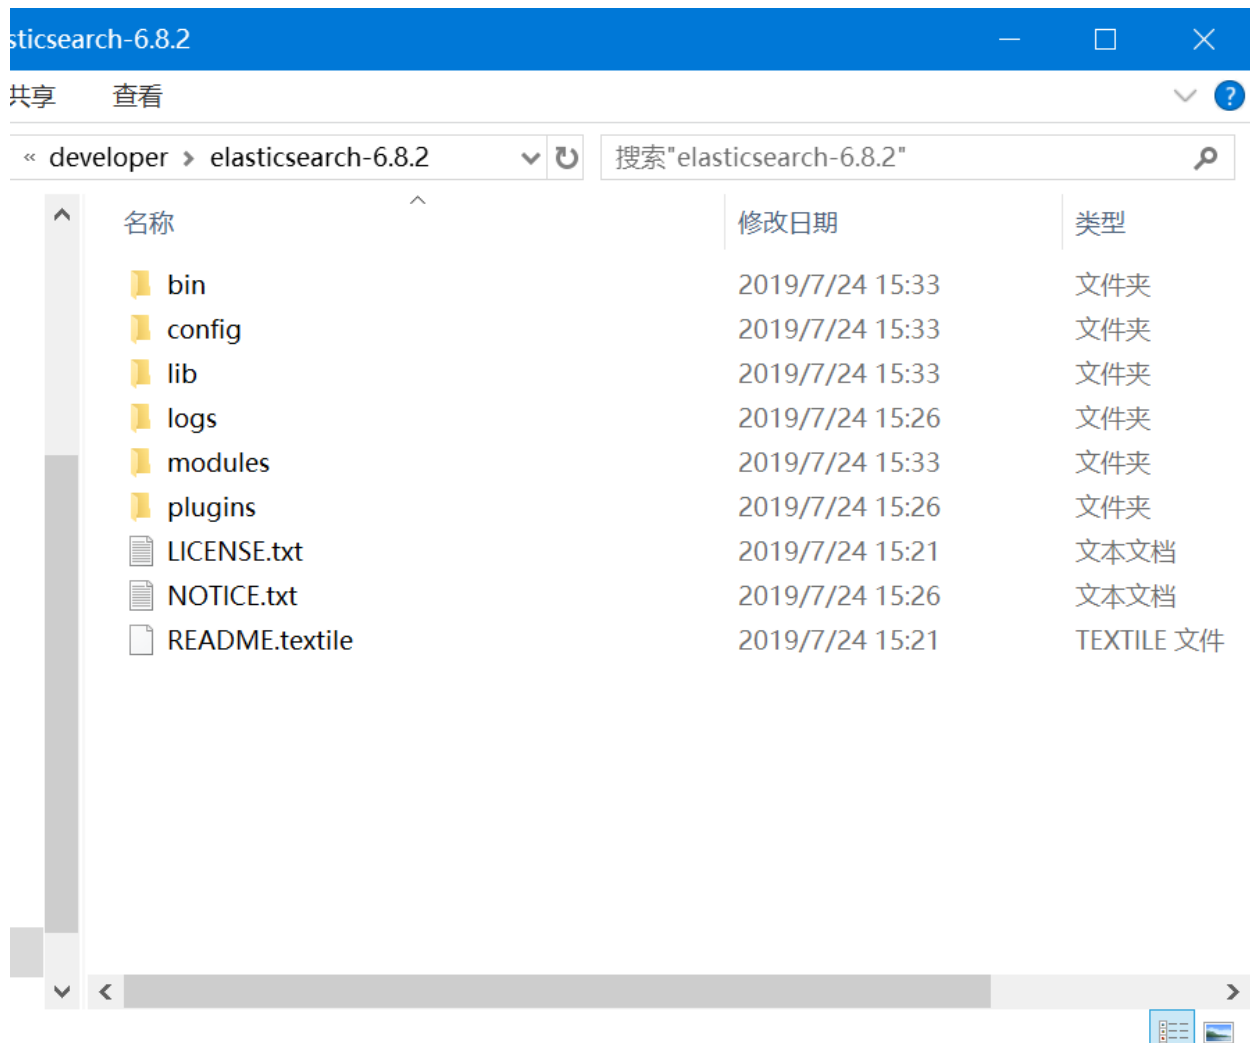 sticsearch-6.8.2
共享 查看
« developer > elasticsearch-6.8.2 搜索"elasticsearch-6.8.2"
名称 修改日期 类型
bin 2019/7/24 15:33 文件夹
config 2019/7/24 15:33 文件夹
lib 2019/7/24 15:33 文件夹
logs 2019/7/24 15:26 文件夹
modules 2019/7/24 15:33 文件夹
plugins 2019/7/24 15:26 文件夹
LICENSE.txt 2019/7/24 15:21 文本文档
NOTICE.txt 2019/7/24 15:26 文本文档
README.textile 2019/7/24 15:21 TEXTILE 文件